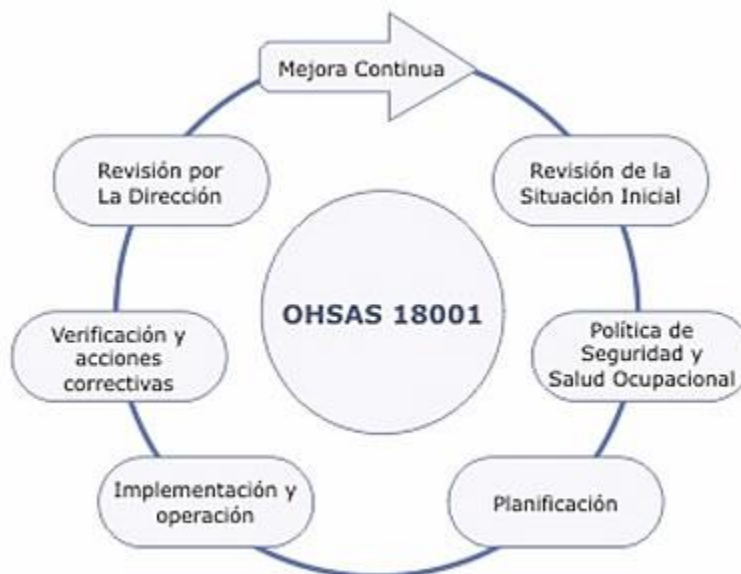 Mejora Continua
Revisión de la
Situación Inicial
Política de
Seguridad y
Salud Ocupacional
Planificación
Implementación y
operación
Verificación y
acciones
correctivas
Revisión por
La Dirección
OHSAS 18001